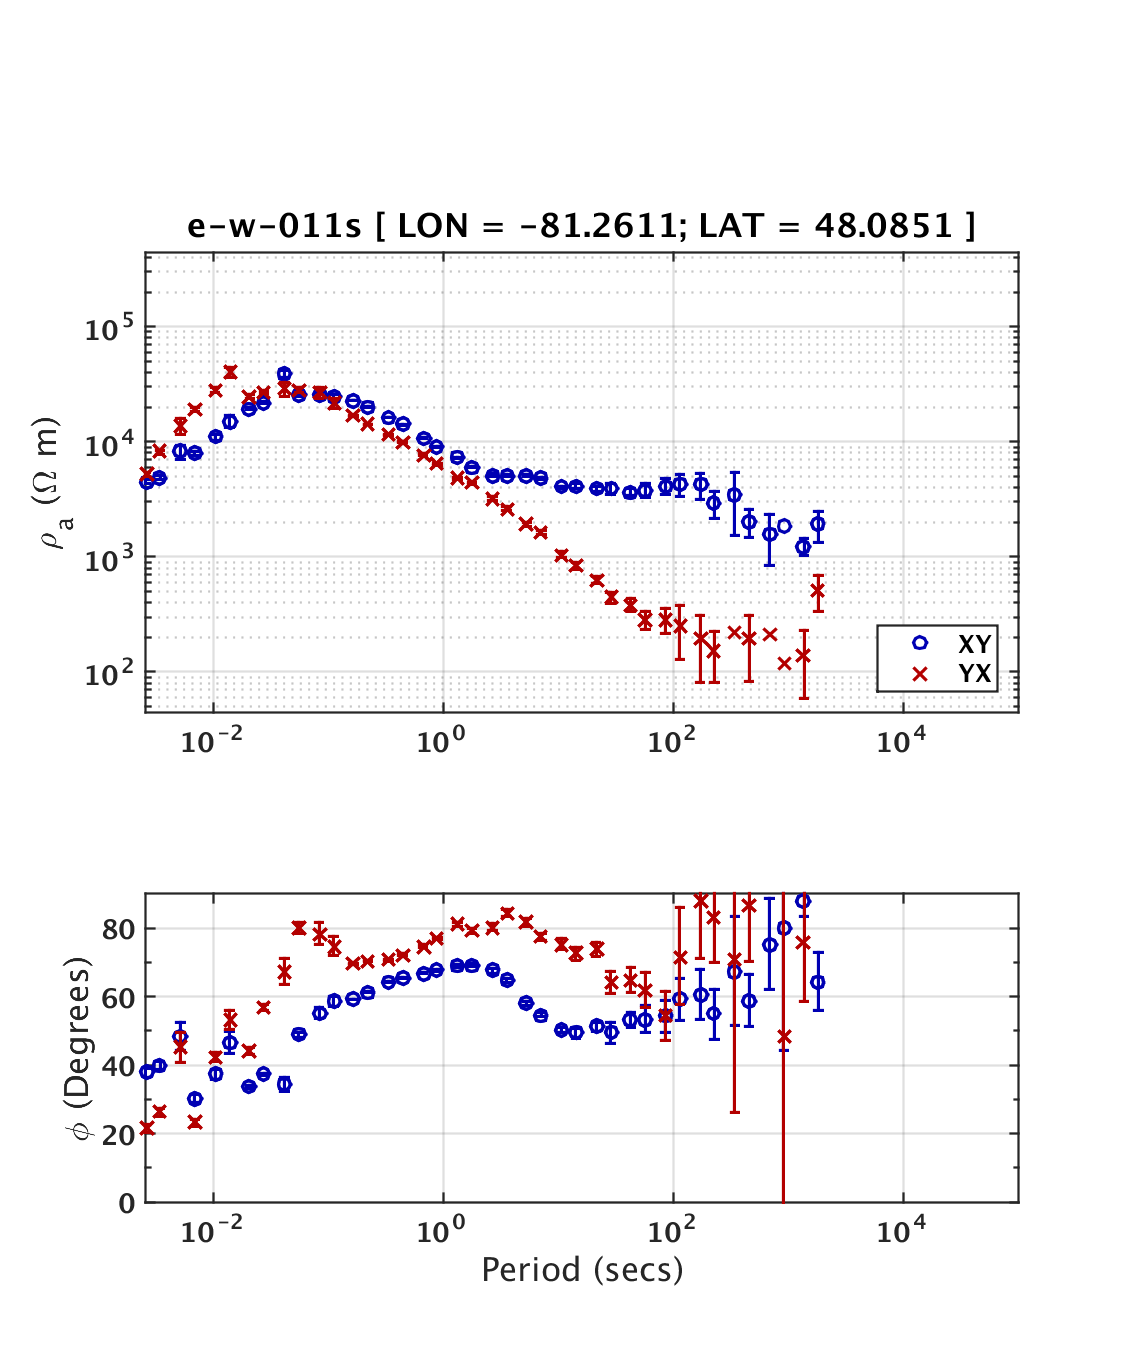 e-w-011s [ LON = -81.2611; LAT = 48.0851 ]
10^5
10^4
10^3
10^2
ρ_a (Ω m)
XY
YX
10^-2 10^0 10^2 10^4
80
60
40
20
0
ϕ (Degrees)
10^-2 10^0 10^2 10^4
Period (secs)